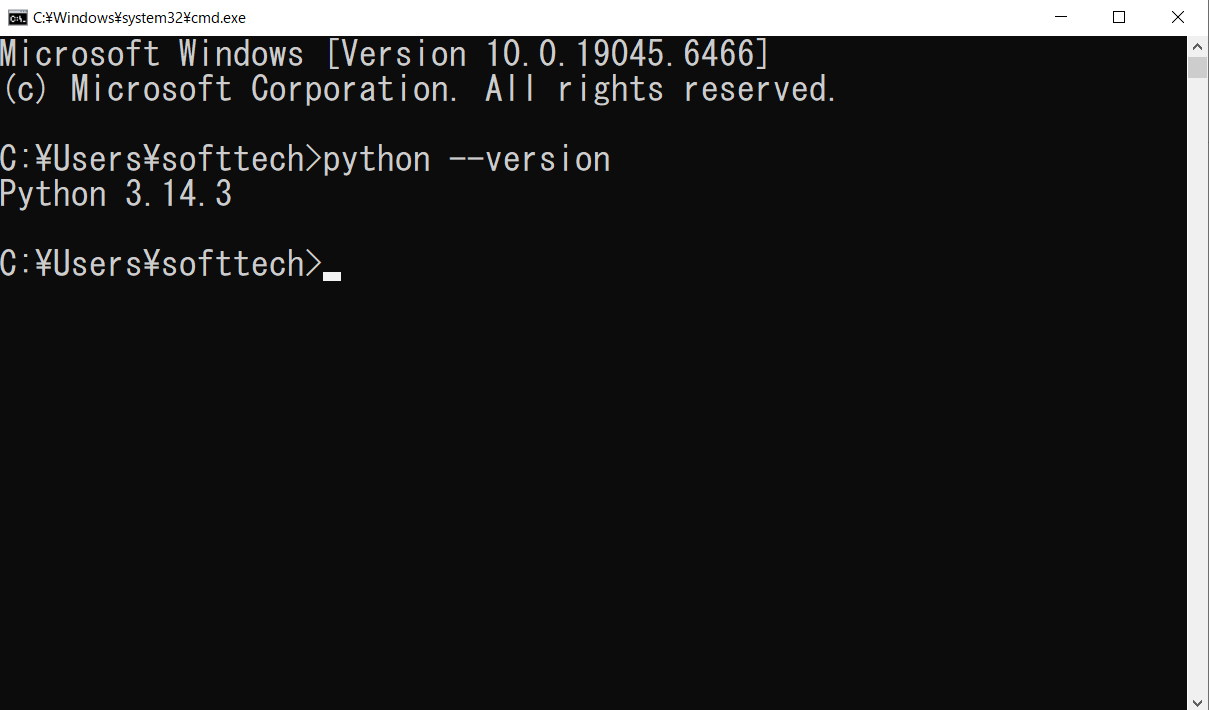 C:¥Windows¥system32¥cmd.exe
Microsoft Windows [Version 10.0.19045.6466]
(c) Microsoft Corporation. All rights reserved.
C:¥Users¥softtech>python --version
Python 3.14.3
C:¥Users¥softtech>